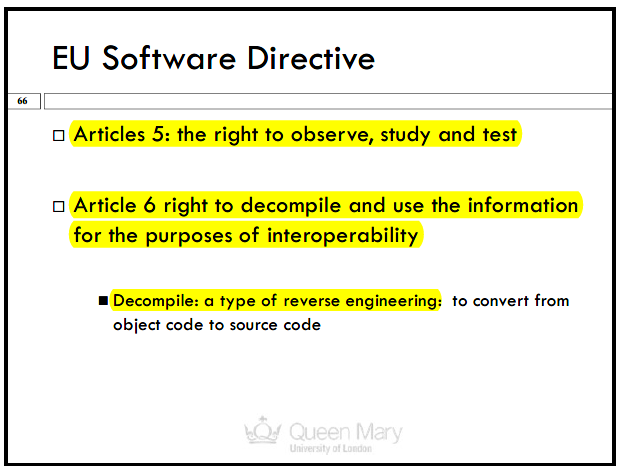 EU Software Directive
66
Articles 5: the right to observe, study and test
Article 6 right to decompile and use the information
for the purposes of interoperability
Decompile: a type of reverse engineering: to convert from
object code to source code
Queen Mary
University of London